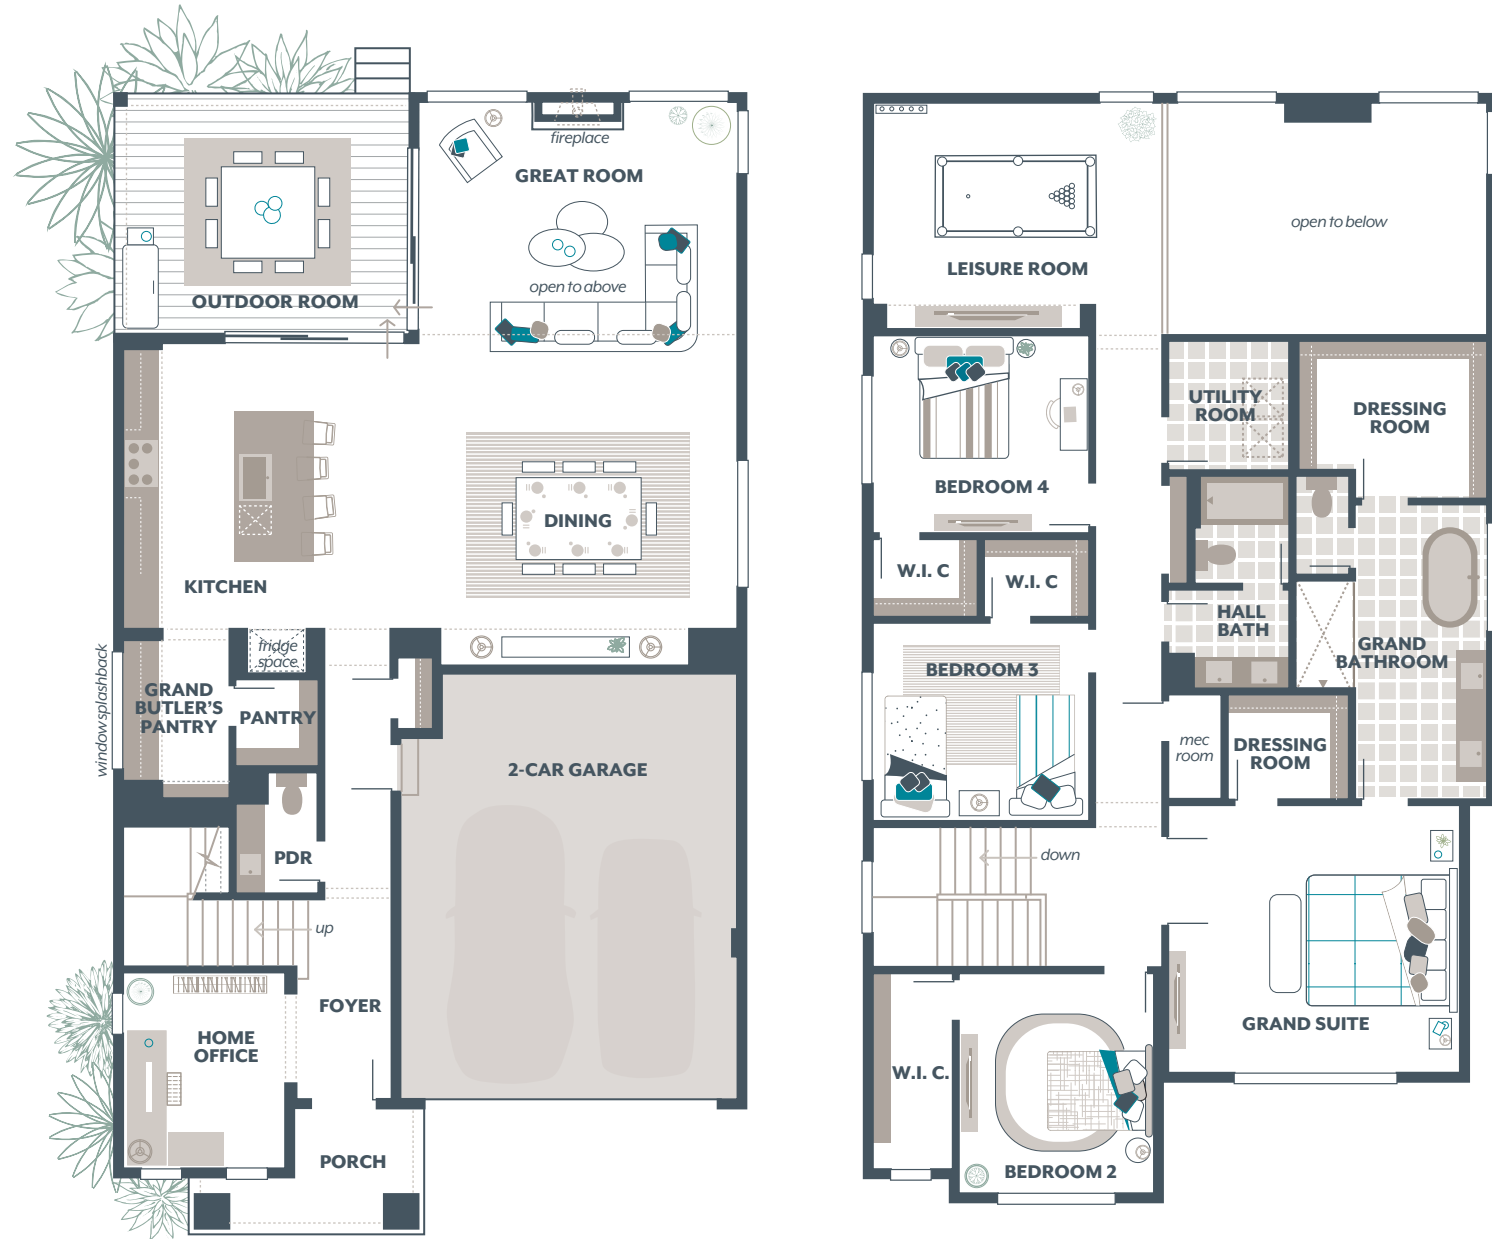 fireplace
GREAT ROOM
open to above
OUTDOOR ROOM
DINING
KITCHEN
fridge
space
windowsplashback
GRAND
BUTLER'S
PANTRY
PANTRY
2-CAR GARAGE
PDR
up
FOYER
HOME
OFFICE
PORCH
open to below
LEISURE ROOM
UTILITY
ROOM
DRESSING
ROOM
BEDROOM 4
W.I. C
W.I. C
HALL
BATH
GRAND
BATHROOM
BEDROOM 3
mec
room
DRESSING
ROOM
down
GRAND SUITE
W.I. C.
BEDROOM 2